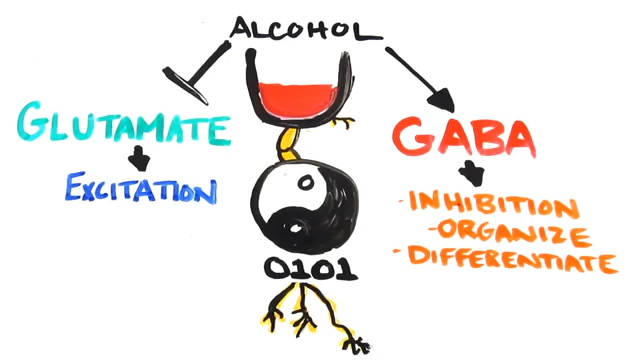 ALCOHOL
GLUTAMATE
EXCITATION
GABA
- INHIBITION
- ORGANIZE
- DIFFERENTIATE
0101